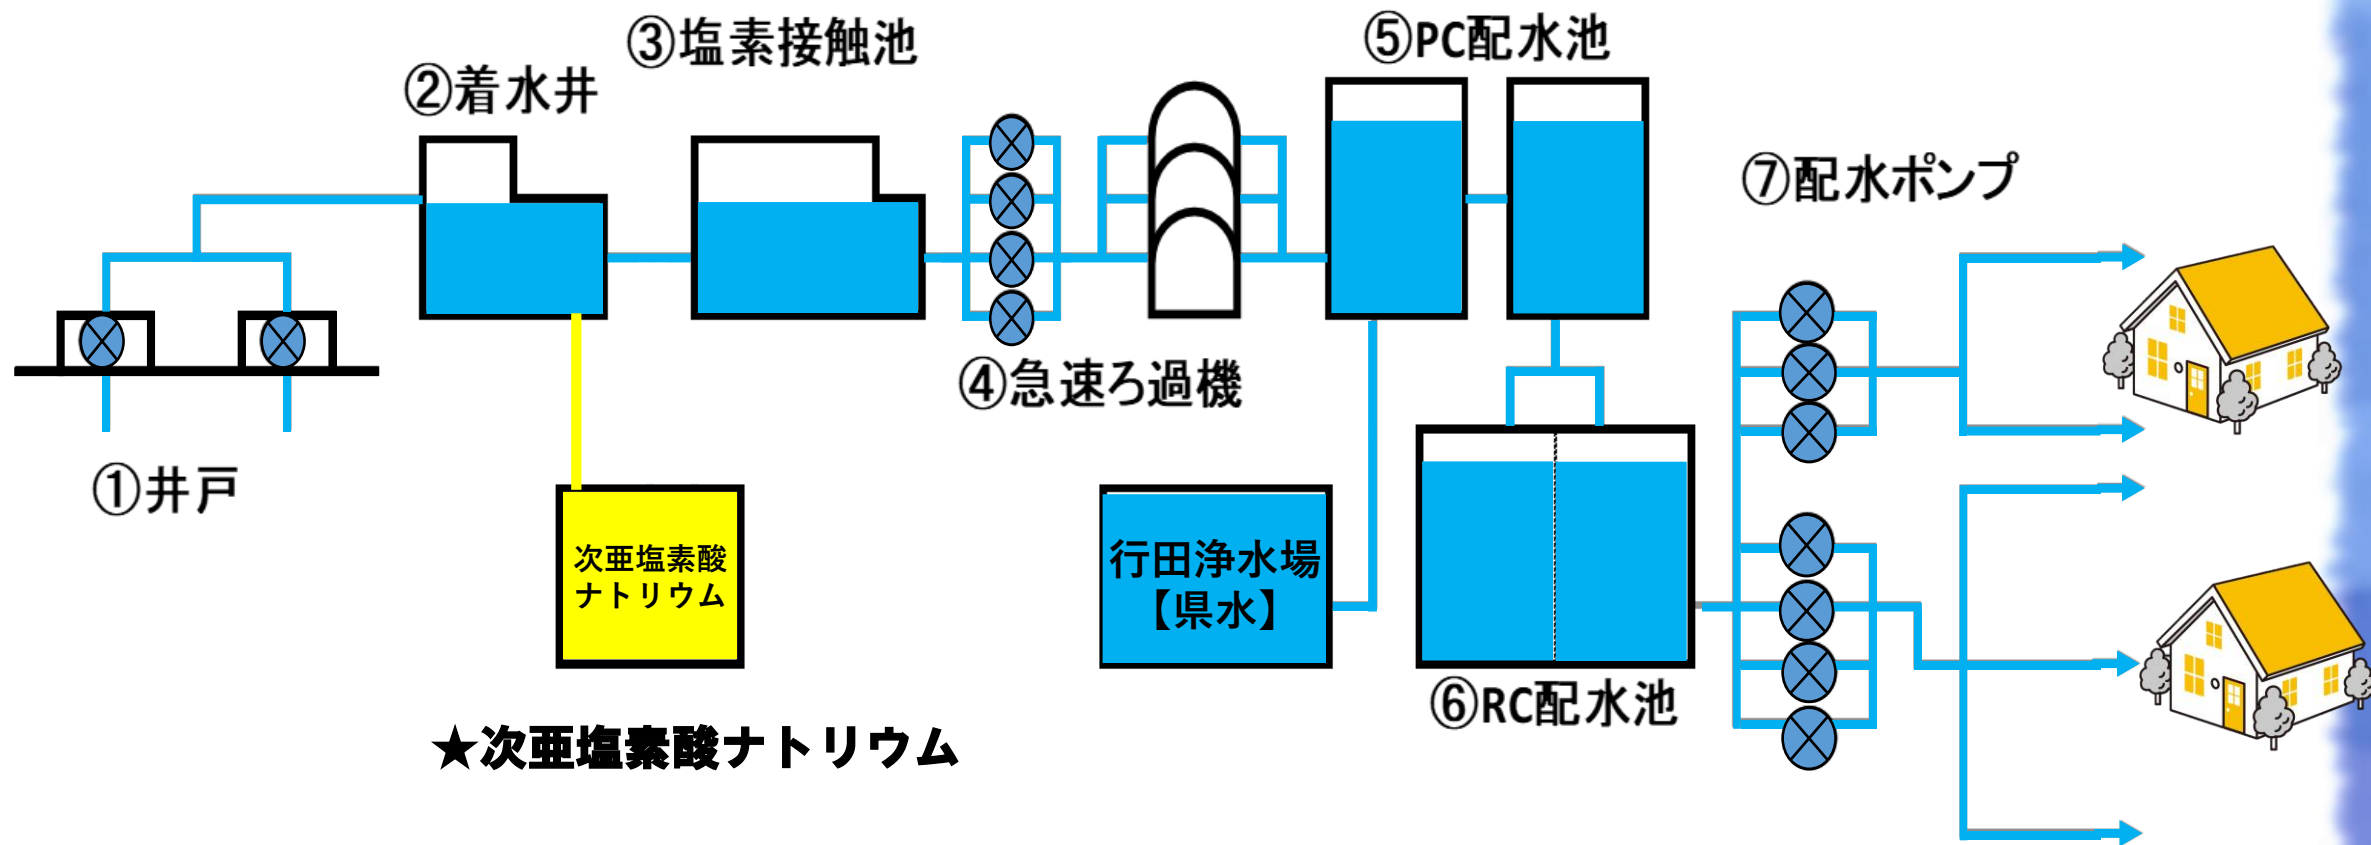 ③塩素接触池
⑤PC配水池
②着水井
⑦配水ポンプ
④急速ろ過機
①井戸
次亜塩素酸
ナトリウム
行田浄水場
【県水】
⑥RC配水池
★次亜塩素酸ナトリウム